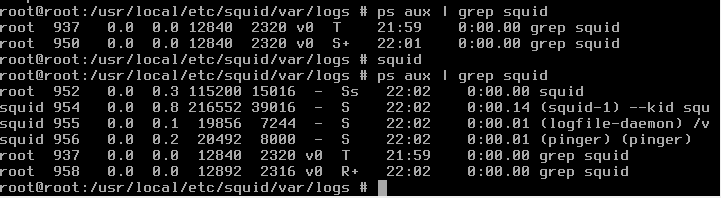 root@root:/usr/local/etc/squid/var/logs # ps aux | grep squid
root   937   0.0  0.0 12840   2320 v0  T    21:59    0:00.00 grep squid
root   950   0.0  0.0 12840   2320 v0  S+   22:01    0:00.00 grep squid
root@root:/usr/local/etc/squid/var/logs # squid
root@root:/usr/local/etc/squid/var/logs # ps aux | grep squid
root   952   0.0  0.3 115200 15016  -  Ss   22:02    0:00.00 squid
squid  954   0.0  0.8 216552 39016  -  S    22:02    0:00.14 (squid-1) --kid squ
squid  955   0.0  0.1  19856  7244  -  S    22:02    0:00.01 (logfile-daemon) /v
squid  956   0.0  0.2  20492  8000  -  S    22:02    0:00.01 (pinger) (pinger)
root   937   0.0  0.0  12840  2320 v0  T    21:59    0:00.00 grep squid
root   958   0.0  0.0  12892  2316 v0  R+   22:02    0:00.00 grep squid
root@root:/usr/local/etc/squid/var/logs #